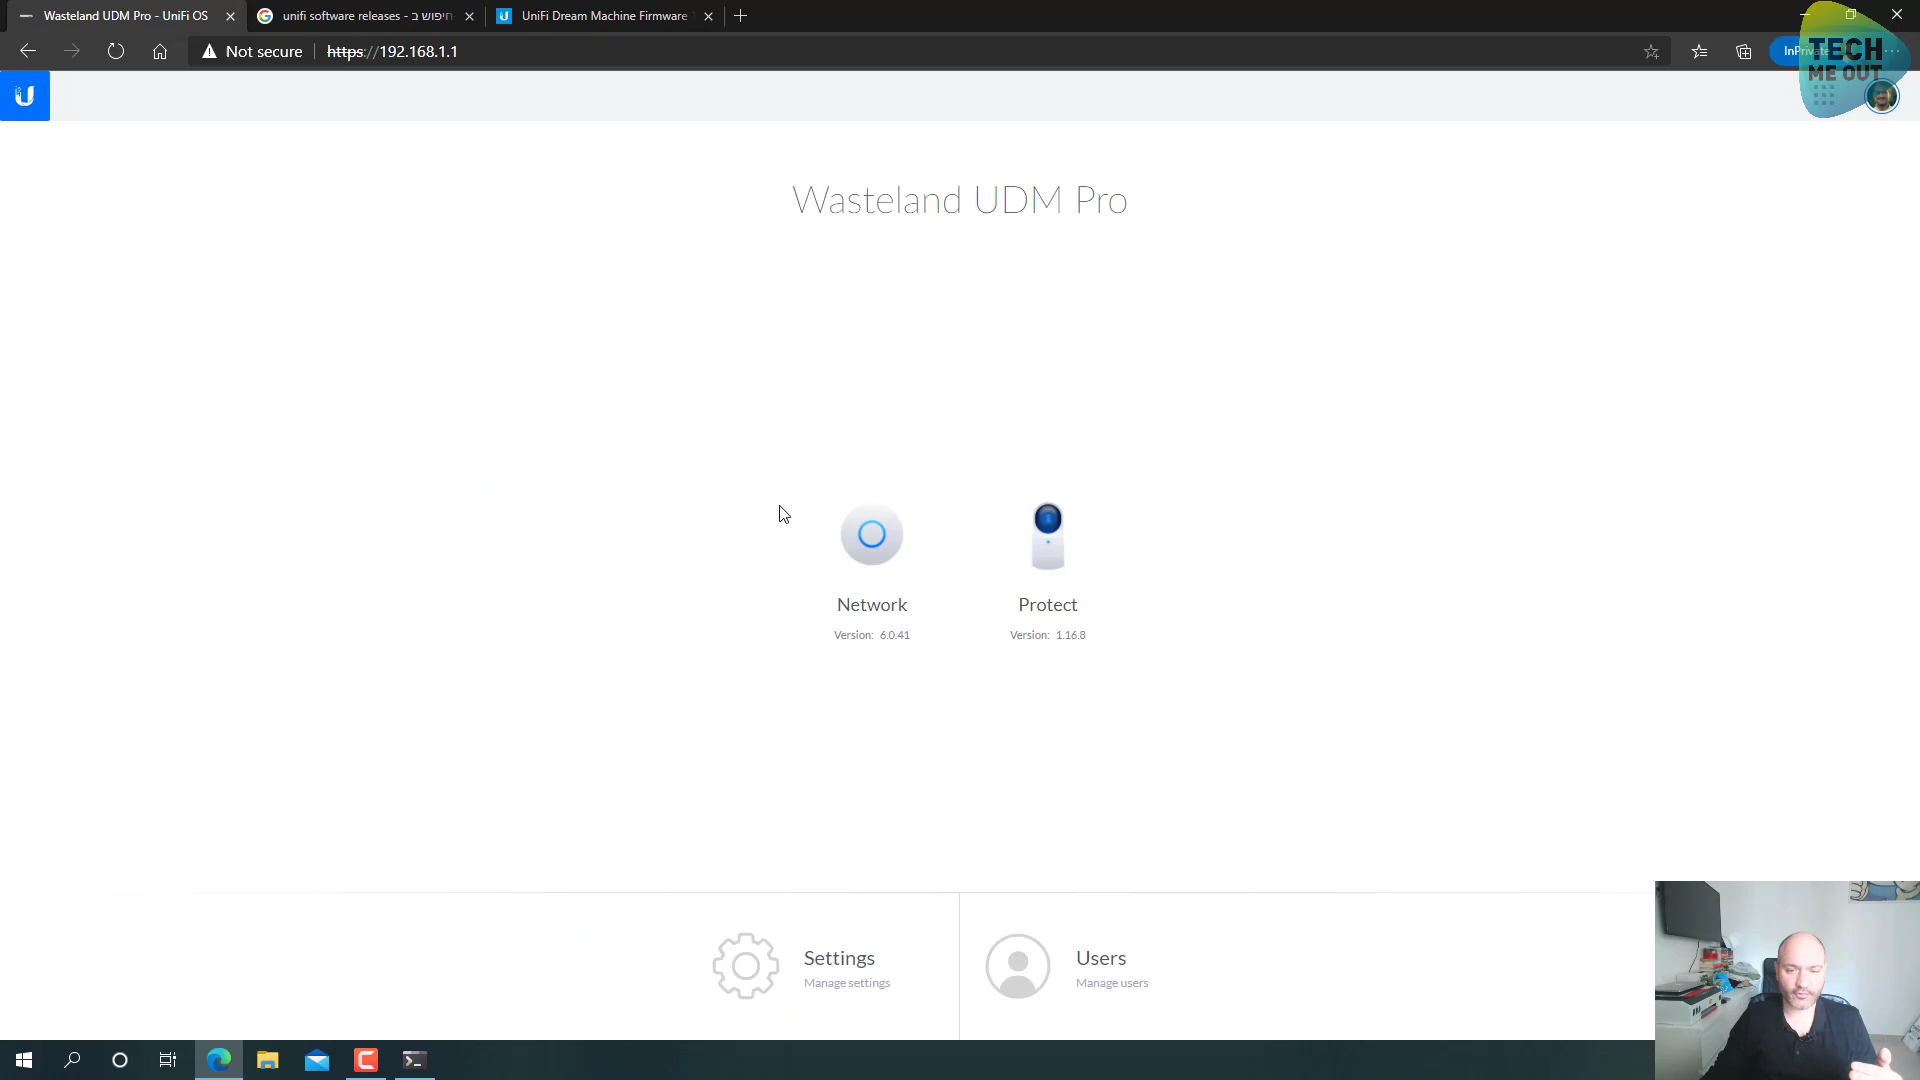 Wasteland UDM Pro - UniFi OS
unifi software releases - חיפוש ב
UniFi Dream Machine Firmware
Not secure
https://192.168.1.1
InPrivate
TECH
ME OUT
Wasteland UDM Pro
Network
Version: 6.0.41
Protect
Version: 1.16.8
Settings
Manage settings
Users
Manage users